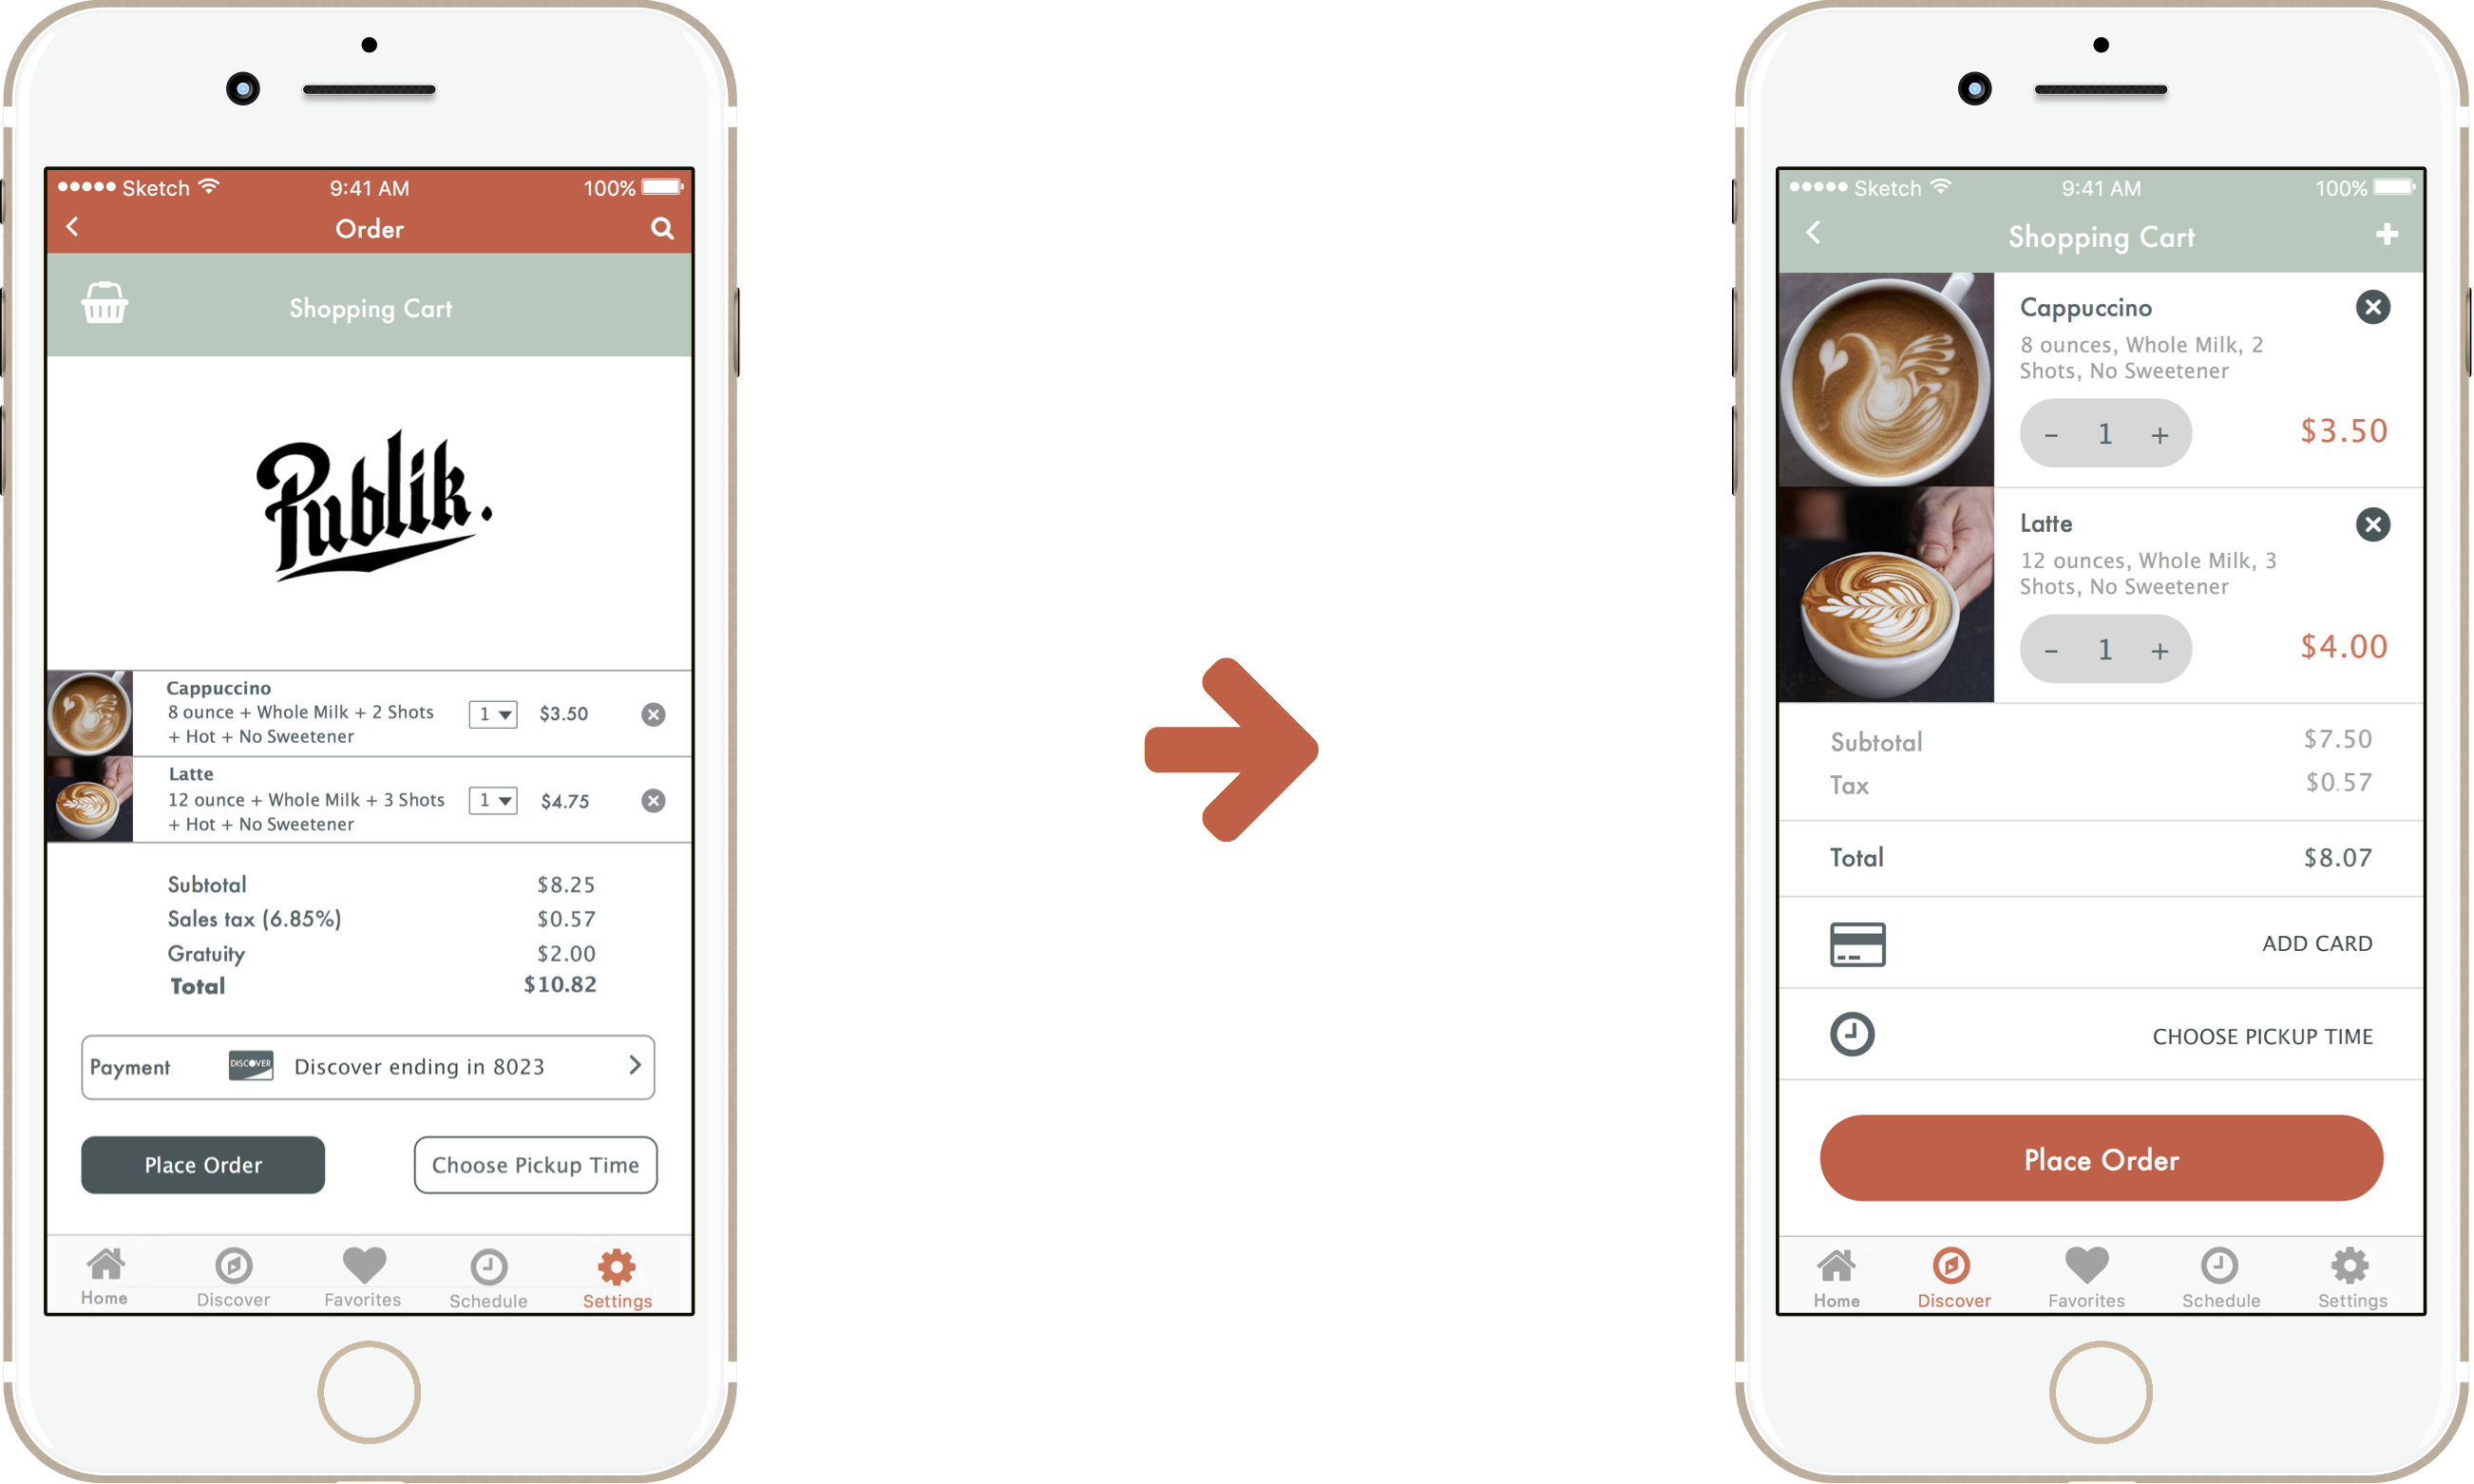 Sketch 9:41 AM 100%
Order
Shopping Cart
Publik.
Cappuccino
8 ounce + Whole Milk + 2 Shots
+ Hot + No Sweetener
1 $3.50
Latte
12 ounce + Whole Milk + 3 Shots
+ Hot + No Sweetener
1 $4.75
Subtotal $8.25
Sales tax (6.85%) $0.57
Gratuity $2.00
Total $10.82
Payment DISCOVER Discover ending in 8023
Place Order Choose Pickup Time
Home Discover Favorites Schedule Settings
Sketch 9:41 AM 100%
Shopping Cart
Cappuccino
8 ounces, Whole Milk, 2
Shots, No Sweetener
– 1 + $3.50
Latte
12 ounces, Whole Milk, 3
Shots, No Sweetener
– 1 + $4.00
Subtotal $7.50
Tax $0.57
Total $8.07
ADD CARD
CHOOSE PICKUP TIME
Place Order
Home Discover Favorites Schedule Settings